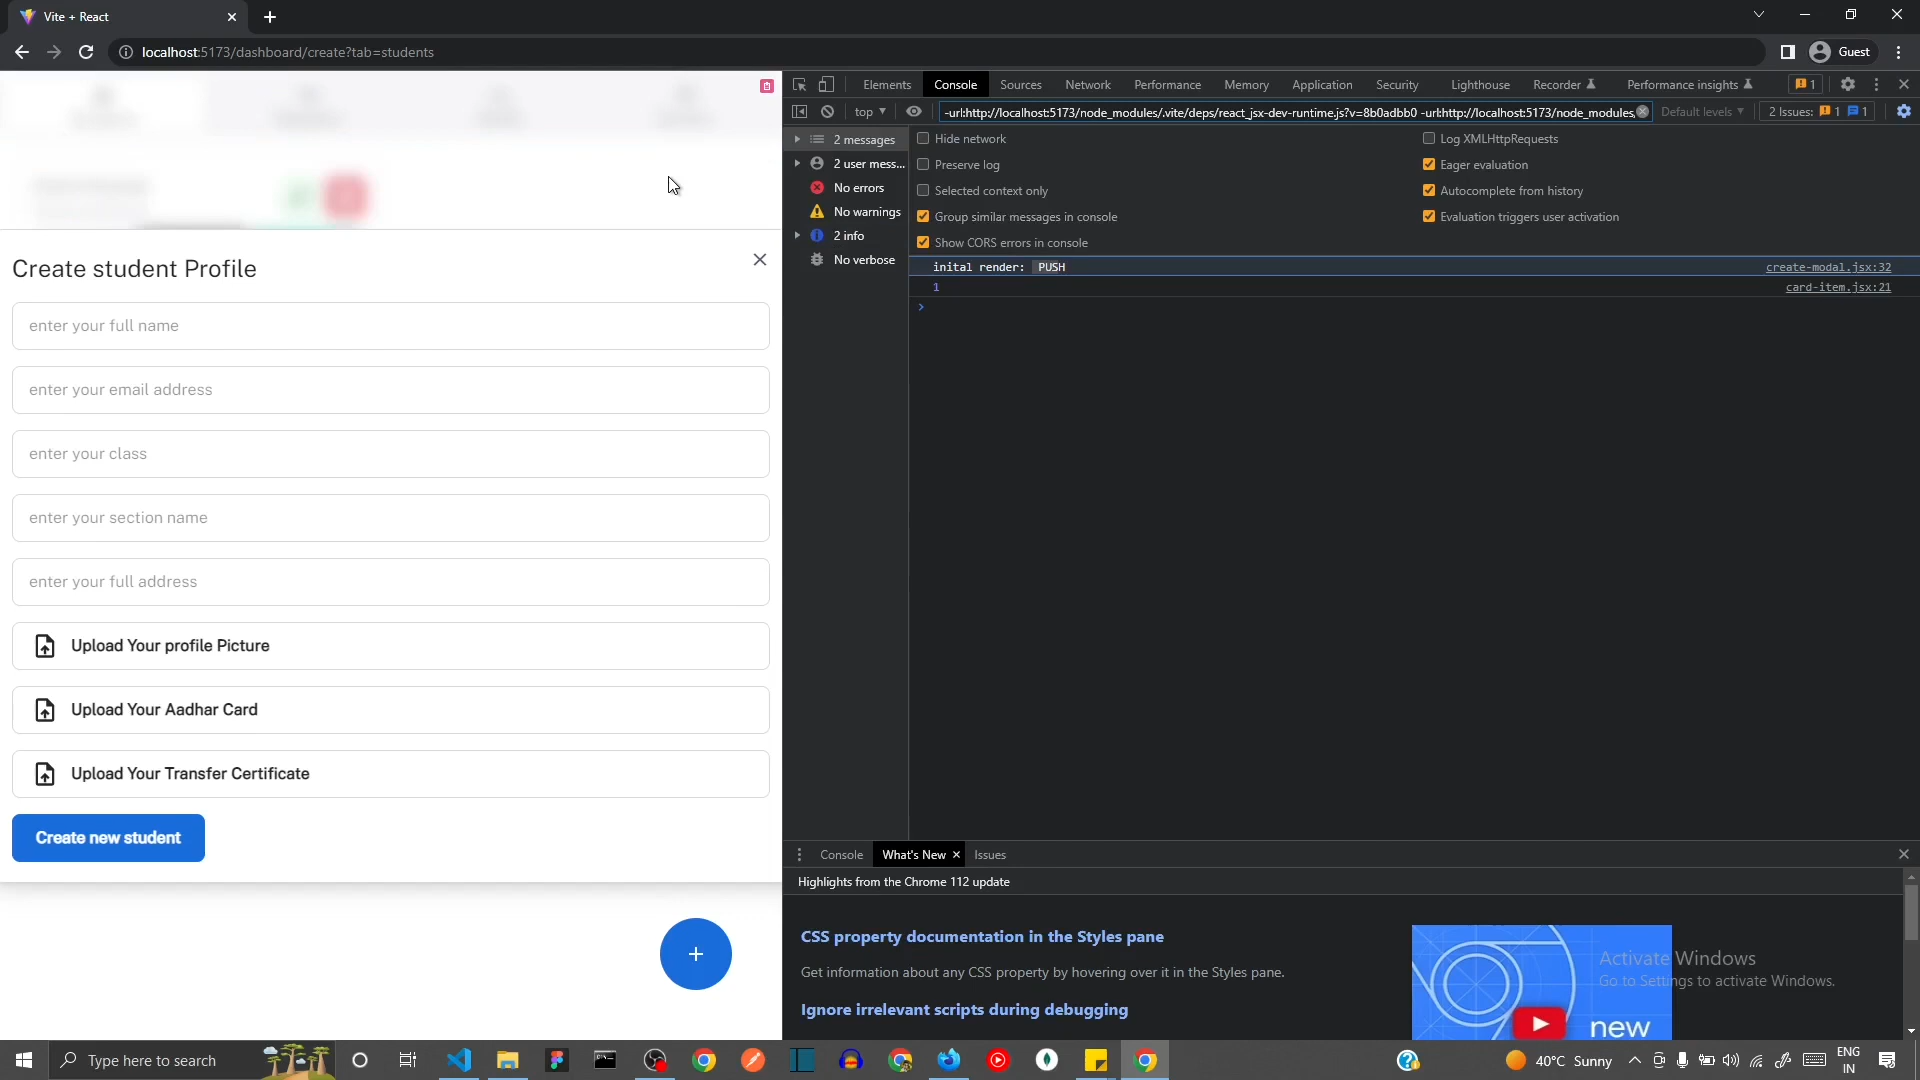 Vite + React
localhost:5173/dashboard/create?tab=students
Guest
Elements Console Sources Network Performance Memory Application Security Lighthouse Recorder Performance insights 1
top -url:http://localhost:5173/node_modules/.vite/deps/react_jsx-dev-runtime.js?v=8b0adbb0 -url:http://localhost:5173/node_modules, Default levels 2 Issues: 1 1
2 messages
2 user mess...
No errors
No warnings
2 info
No verbose
Hide network
Log XMLHttpRequests
Preserve log
Eager evaluation
Selected context only
Autocomplete from history
Group similar messages in console
Evaluation triggers user activation
Show CORS errors in console
inital render: PUSH create-modal.jsx:32
1 card-item.jsx:21
Create student Profile
enter your full name
enter your email address
enter your class
enter your section name
enter your full address
Upload Your profile Picture
Upload Your Aadhar Card
Upload Your Transfer Certificate
Create new student
+
Console What's New Issues
Highlights from the Chrome 112 update
CSS property documentation in the Styles pane
Get information about any CSS property by hovering over it in the Styles pane.
Ignore irrelevant scripts during debugging
new
Activate Windows
Go to Settings to activate Windows.
Type here to search
40°C Sunny
ENG
IN